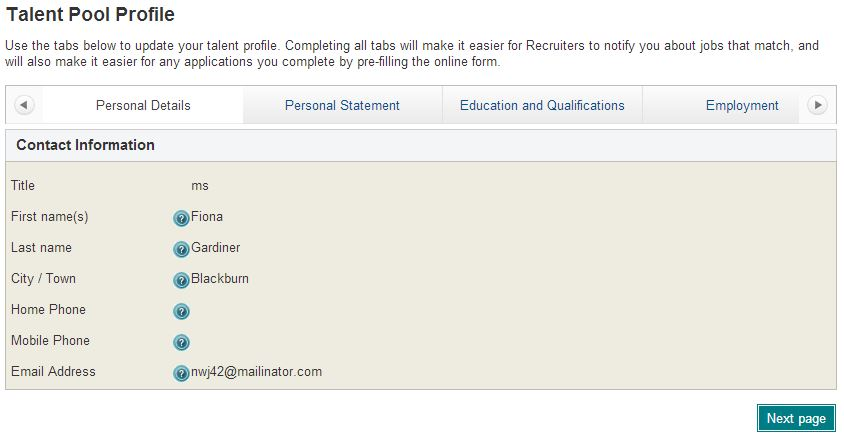 Talent Pool Profile
Use the tabs below to update your talent profile. Completing all tabs will make it easier for Recruiters to notify you about jobs that match, and
will also make it easier for any applications you complete by pre-filling the online form.
Personal Details Personal Statement Education and Qualifications Employment
Contact Information
Title ms
First name(s) ? Fiona
Last name ? Gardiner
City / Town ? Blackburn
Home Phone ?
Mobile Phone ?
Email Address ? nwj42@mailinator.com
Next page